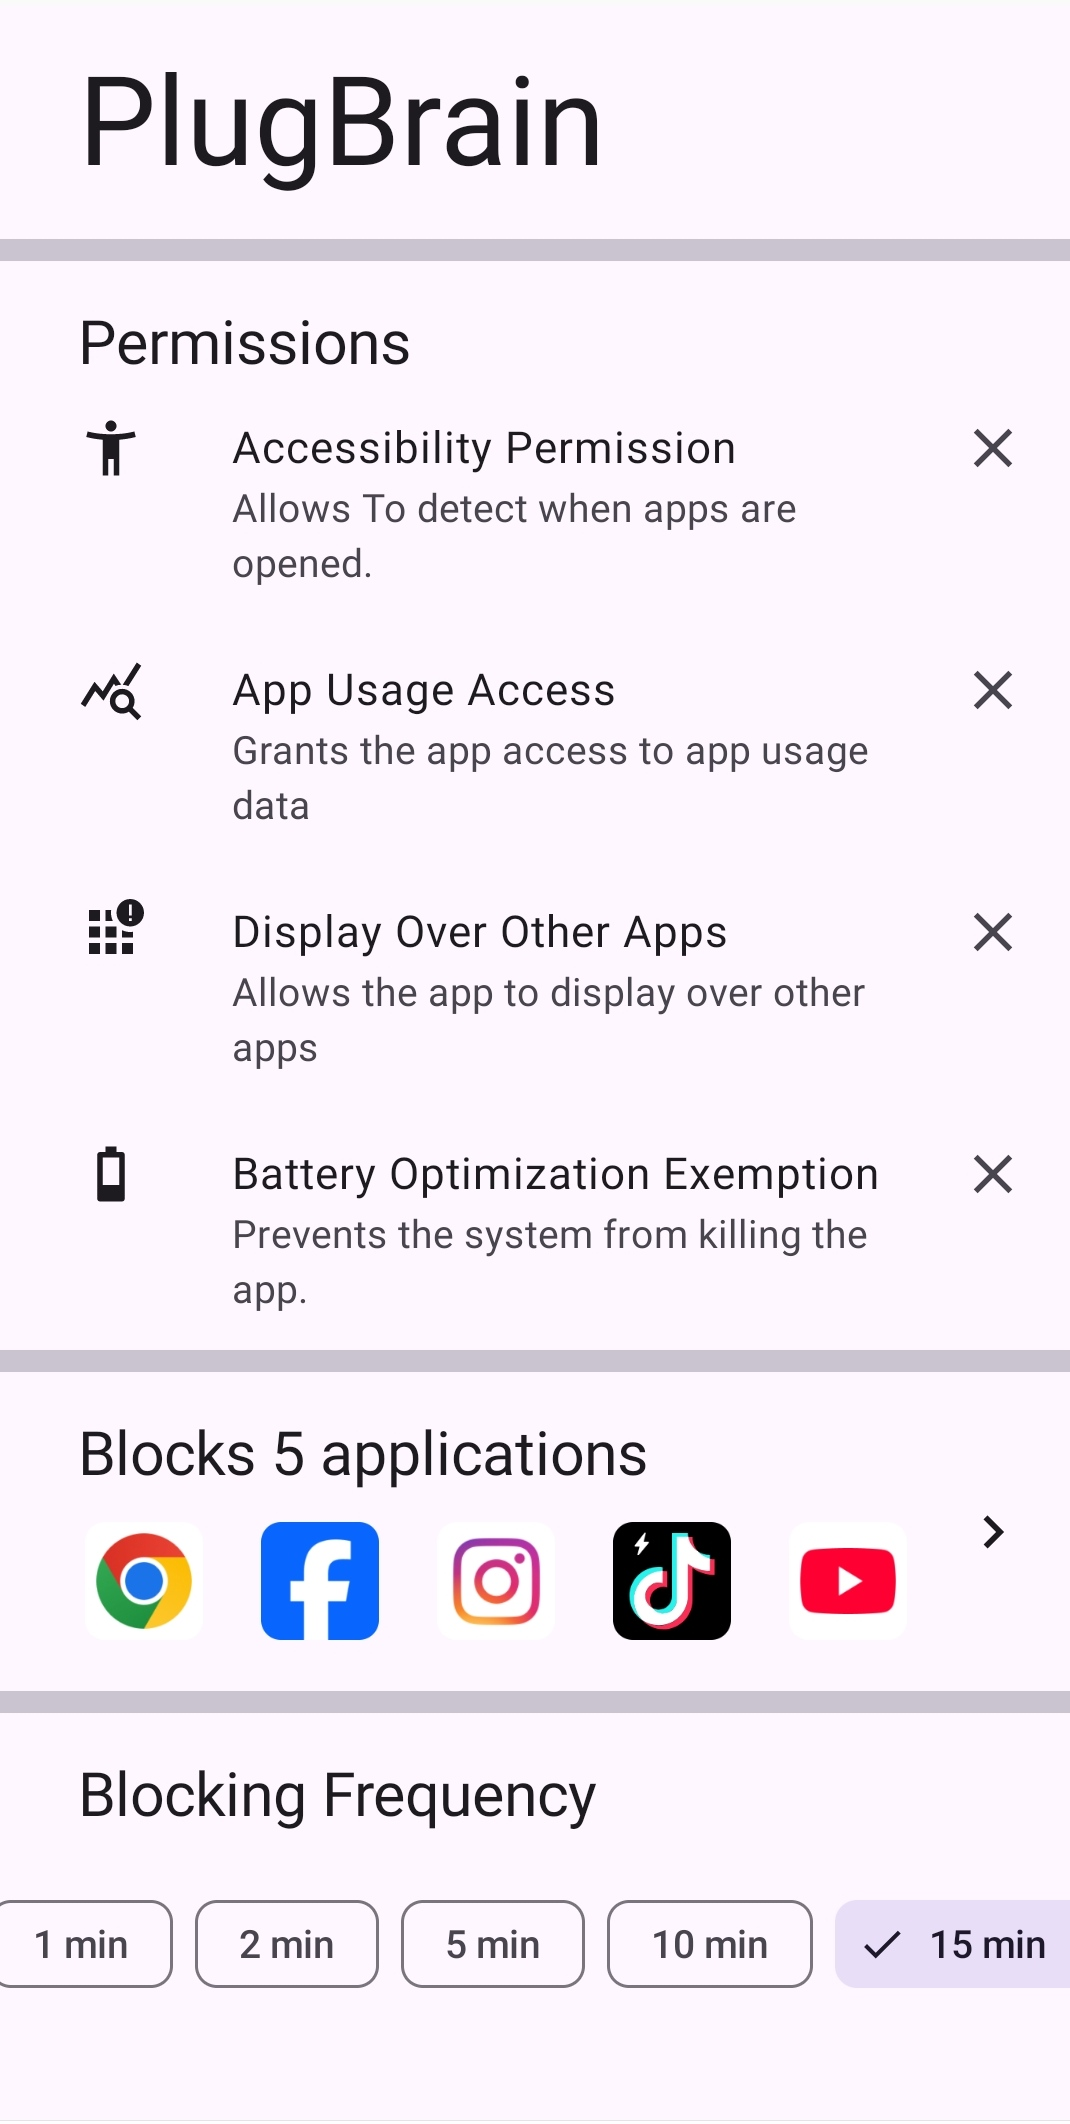 PlugBrain
Permissions
Accessibility Permission
Allows To detect when apps are
opened.
App Usage Access
Grants the app access to app usage
data
Display Over Other Apps
Allows the app to display over other
apps
Battery Optimization Exemption
Prevents the system from killing the
app.
Blocks 5 applications
Blocking Frequency
1 min 2 min 5 min 10 min 15 min